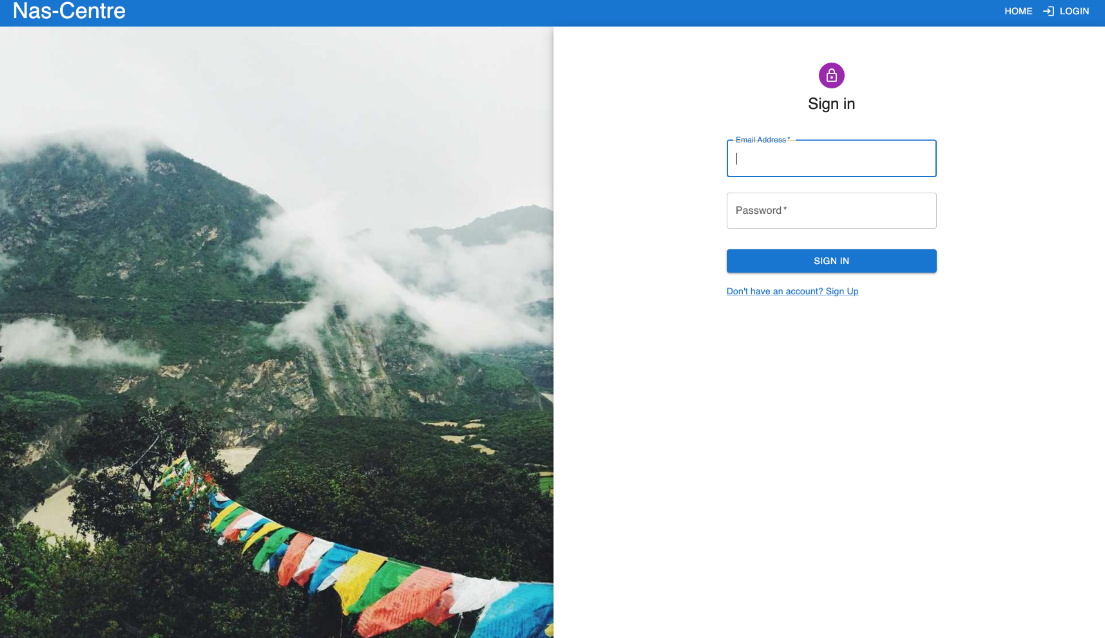 Nas-Centre
HOME LOGIN
Sign in
Email Address *
Password *
SIGN IN
Don't have an account? Sign Up